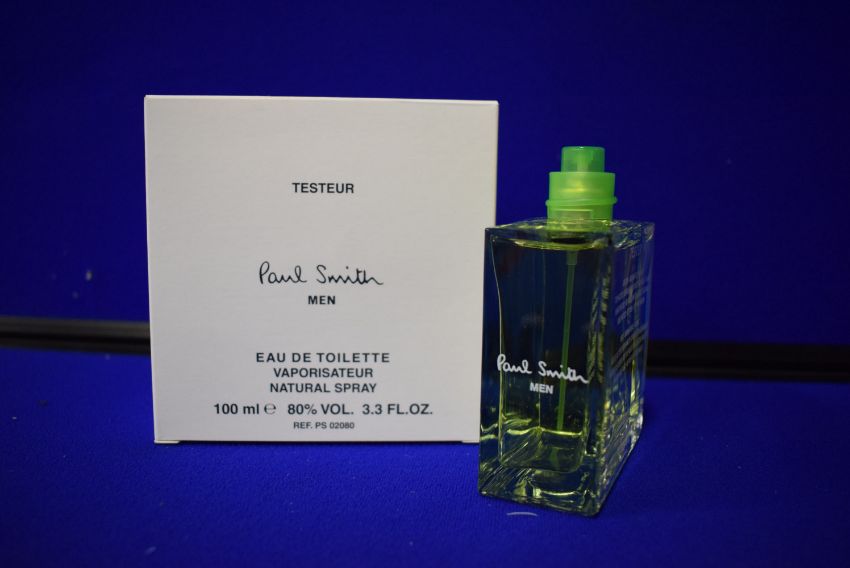 TESTEUR
Paul Smith
MEN
EAU DE TOILETTE
VAPORISATEUR
NATURAL SPRAY
100 ml ℮ 80% VOL. 3.3 FL.OZ.
REF. PS 02080
Paul Smith
MEN